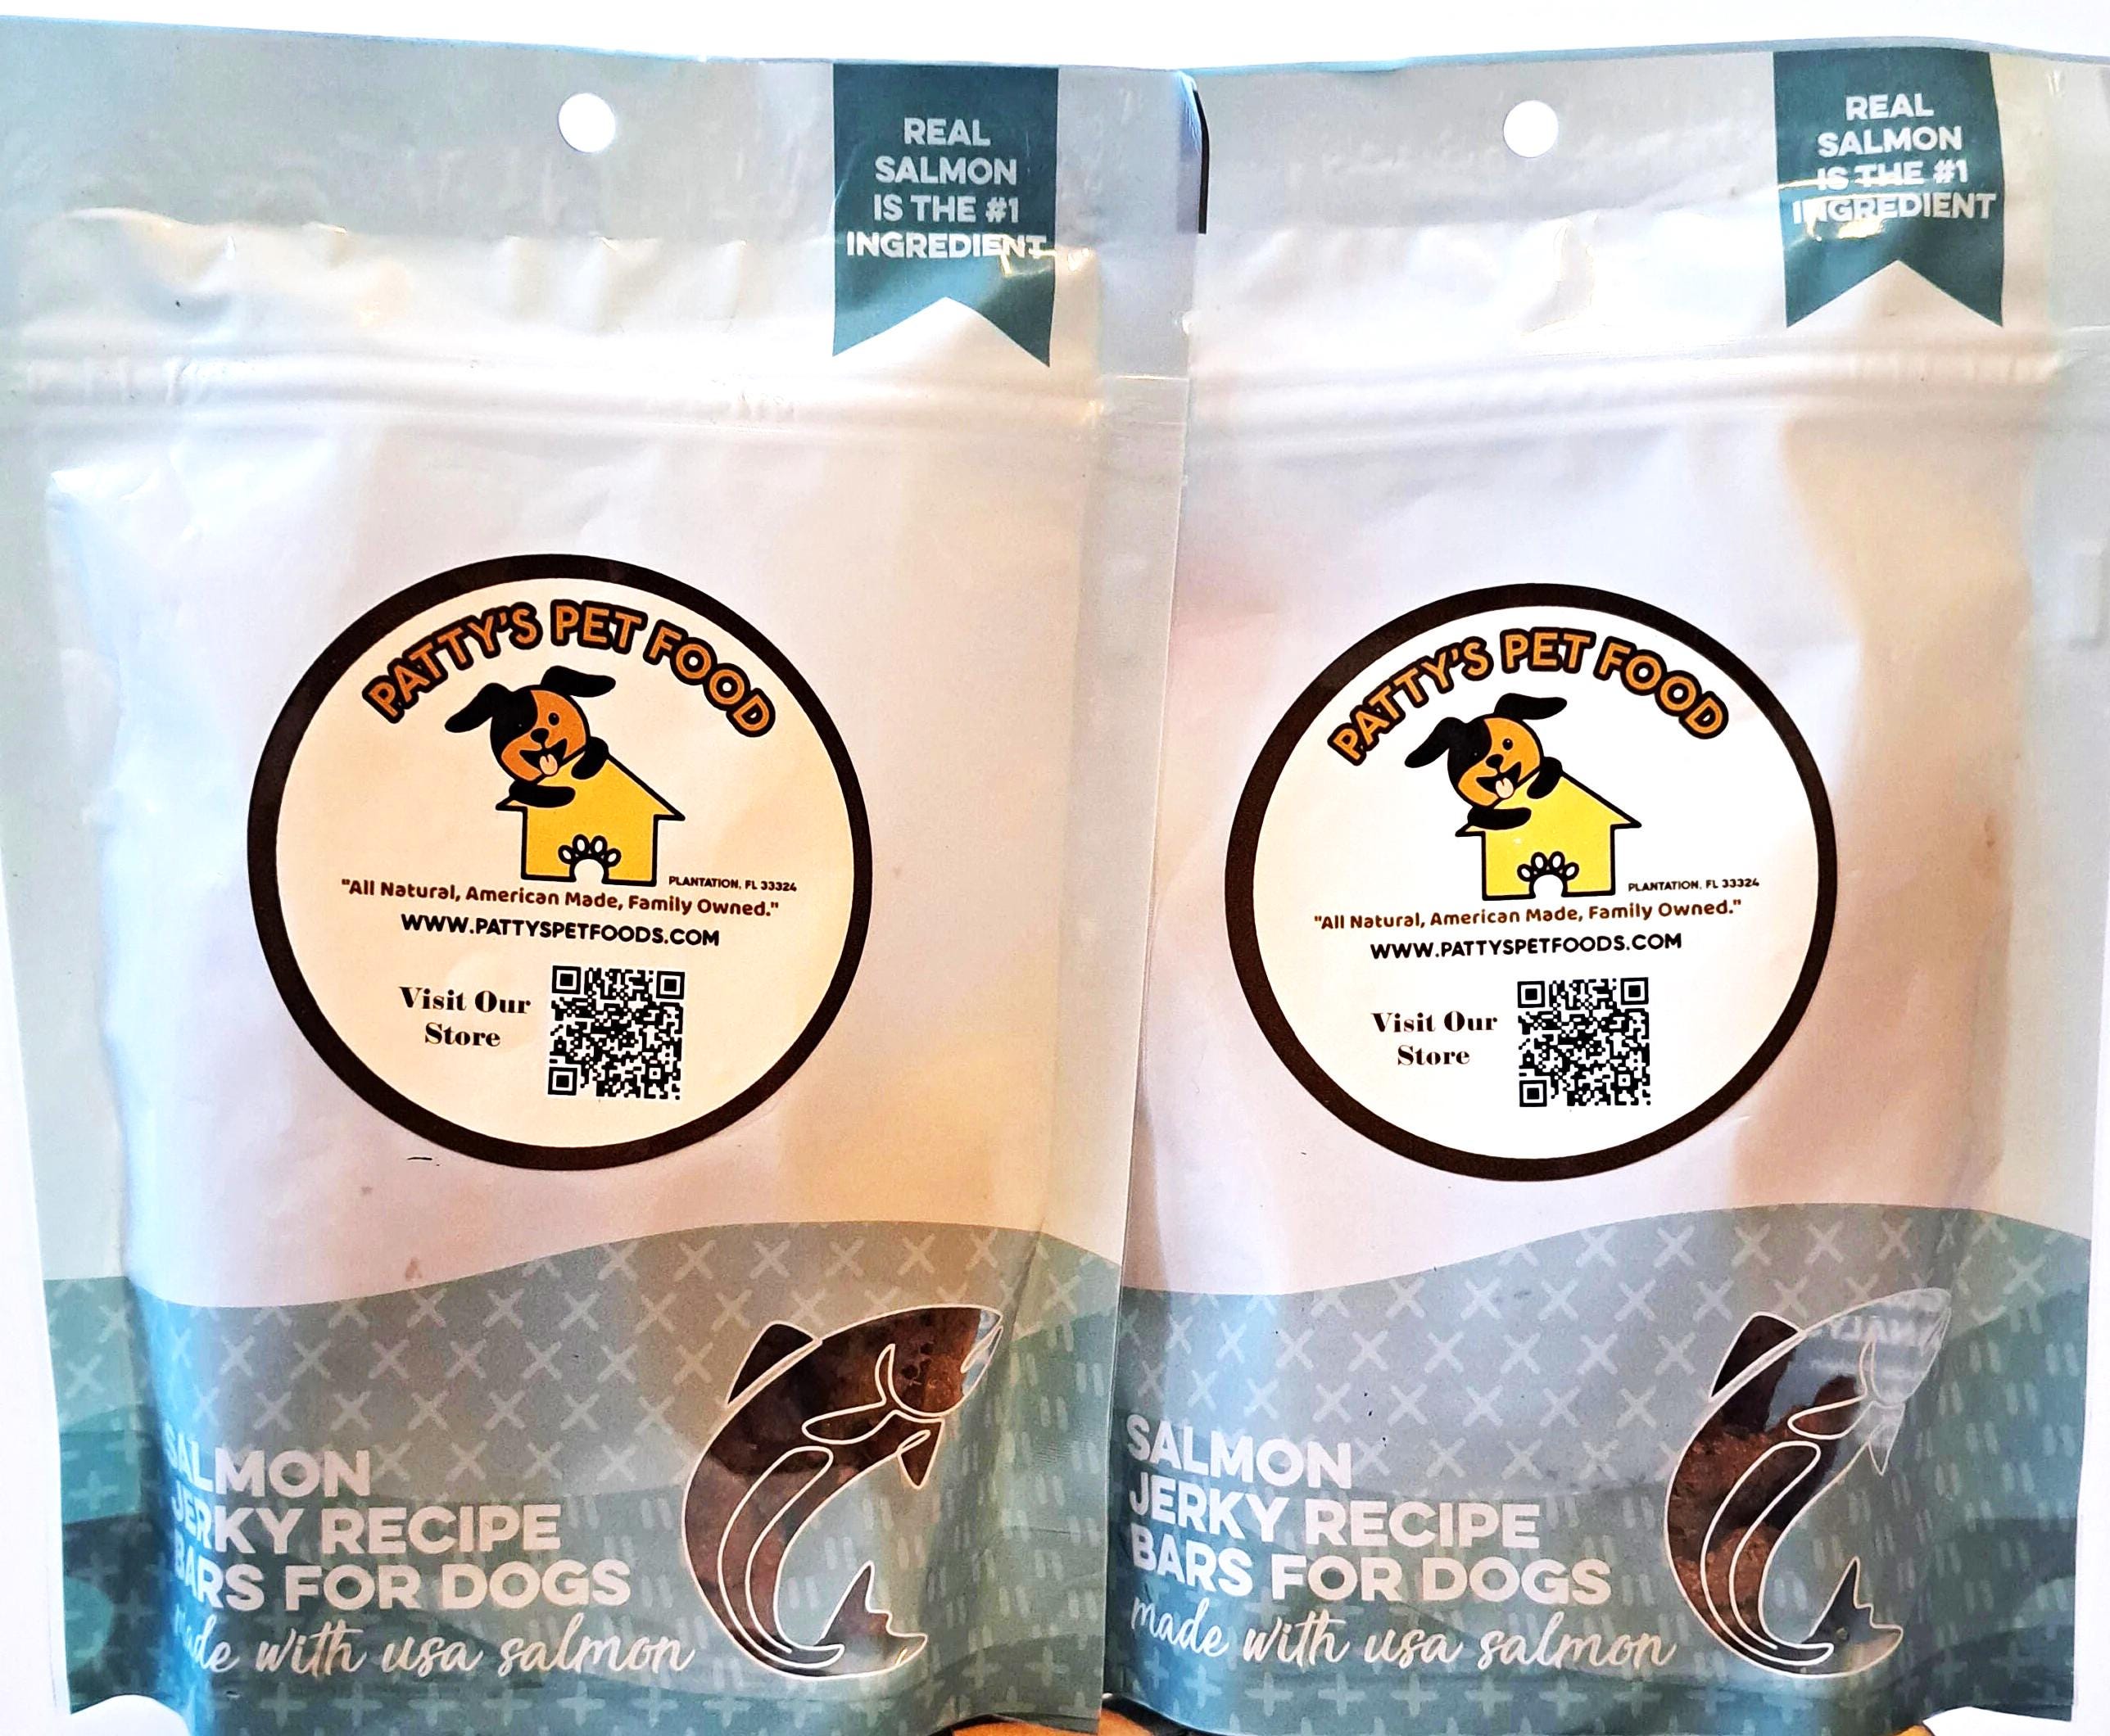 REAL
SALMON
IS THE #1
INGREDIENT
PATTY'S PET FOOD
PLANTATION, FL 33324
"All Natural, American Made, Family Owned."
WWW.PATTYSPETFOODS.COM
Visit Our
Store
SALMON
JERKY RECIPE
BARS FOR DOGS
made with usa salmon
REAL
SALMON
IS THE #1
INGREDIENT
PATTY'S PET FOOD
PLANTATION, FL 33324
"All Natural, American Made, Family Owned."
WWW.PATTYSPETFOODS.COM
Visit Our
Store
SALMON
JERKY RECIPE
BARS FOR DOGS
made with usa salmon